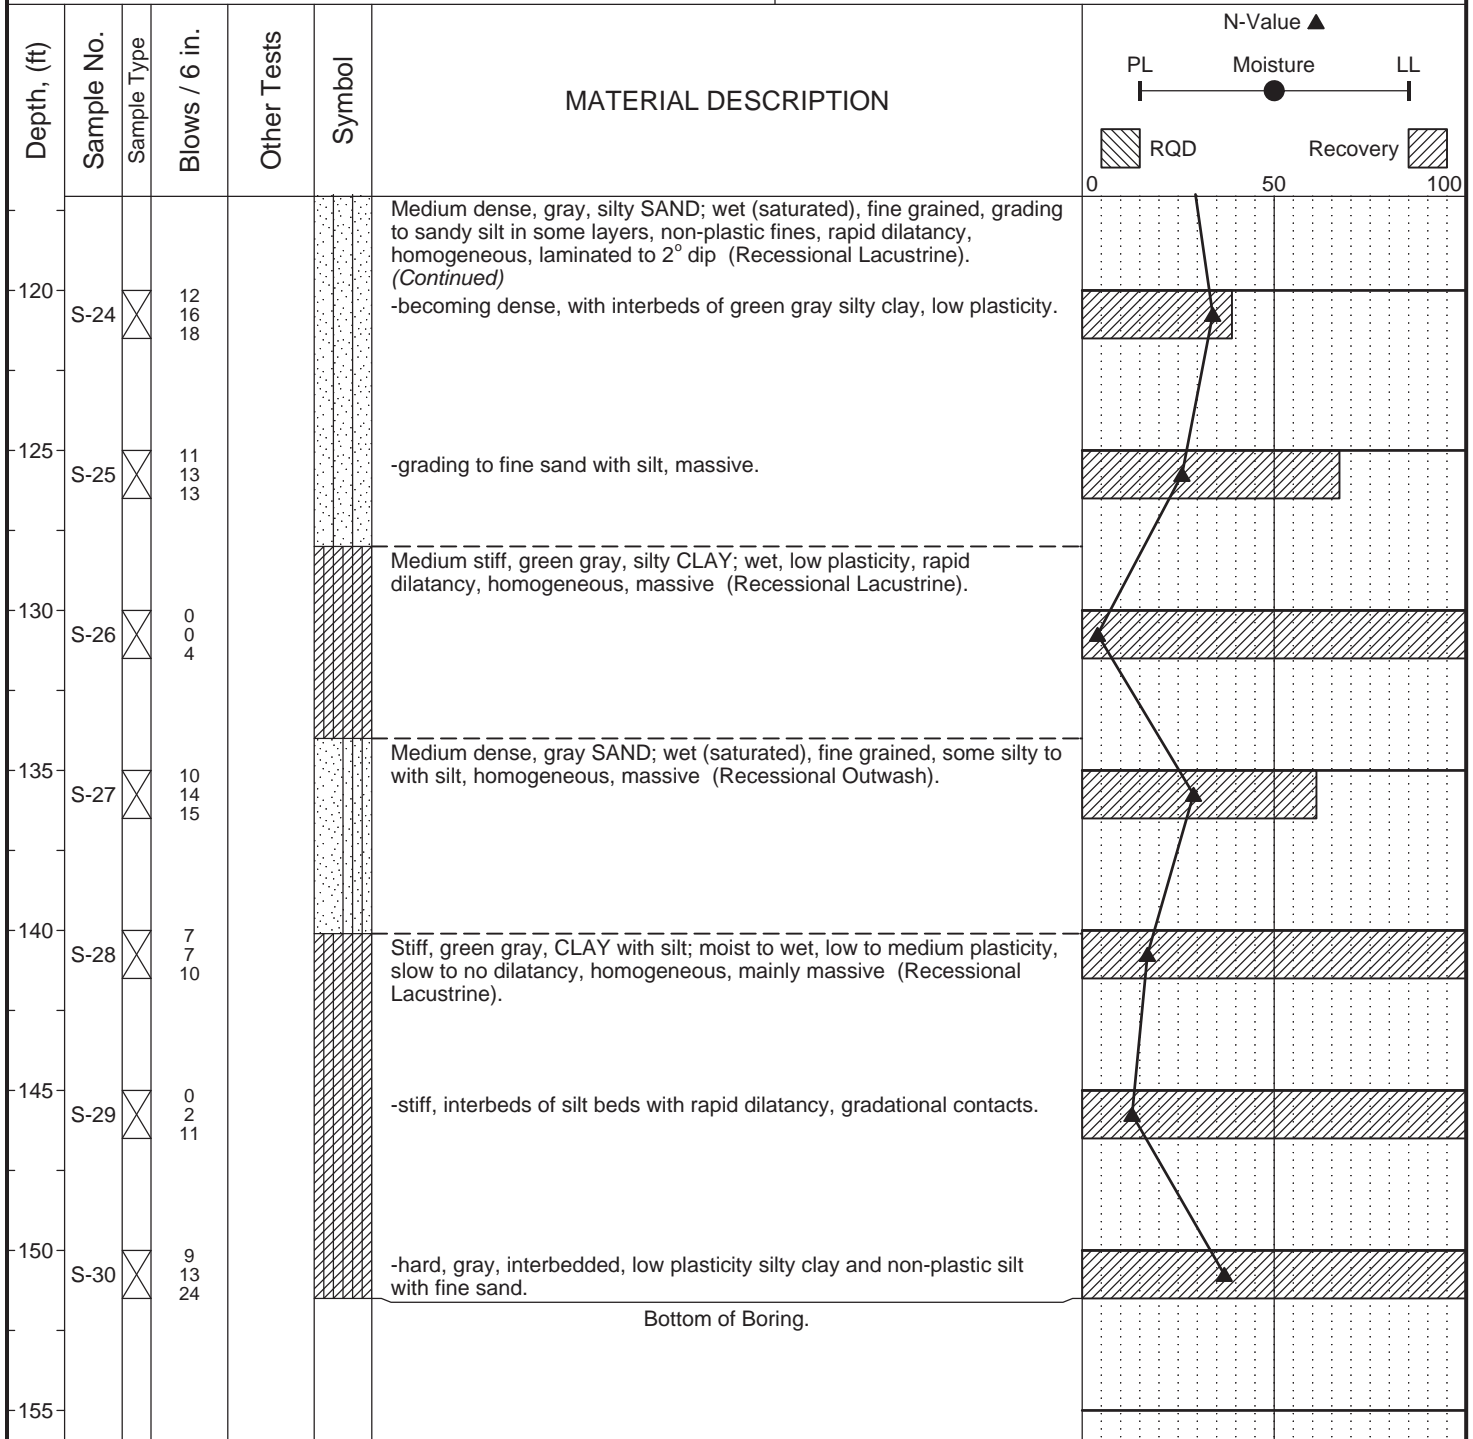 Depth, (ft)
Sample No.
Sample Type
Blows / 6 in.
Other Tests
Symbol
MATERIAL DESCRIPTION
N-Value ▲
PL Moisture LL
RQD Recovery
0 50 100
Medium dense, gray, silty SAND; wet (saturated), fine grained, grading
to sandy silt in some layers, non-plastic fines, rapid dilatancy,
homogeneous, laminated to 2° dip (Recessional Lacustrine).
(Continued)
120
S-24
12
16
18
-becoming dense, with interbeds of green gray silty clay, low plasticity.
125
S-25
11
13
13
-grading to fine sand with silt, massive.
Medium stiff, green gray, silty CLAY; wet, low plasticity, rapid
dilatancy, homogeneous, massive (Recessional Lacustrine).
130
S-26
0
0
4
Medium dense, gray SAND; wet (saturated), fine grained, some silty to
with silt, homogeneous, massive (Recessional Outwash).
135
S-27
10
14
15
140
S-28
7
7
10
Stiff, green gray, CLAY with silt; moist to wet, low to medium plasticity,
slow to no dilatancy, homogeneous, mainly massive (Recessional
Lacustrine).
145
S-29
0
2
11
-stiff, interbeds of silt beds with rapid dilatancy, gradational contacts.
150
S-30
9
13
24
-hard, gray, interbedded, low plasticity silty clay and non-plastic silt
with fine sand.
Bottom of Boring.
155